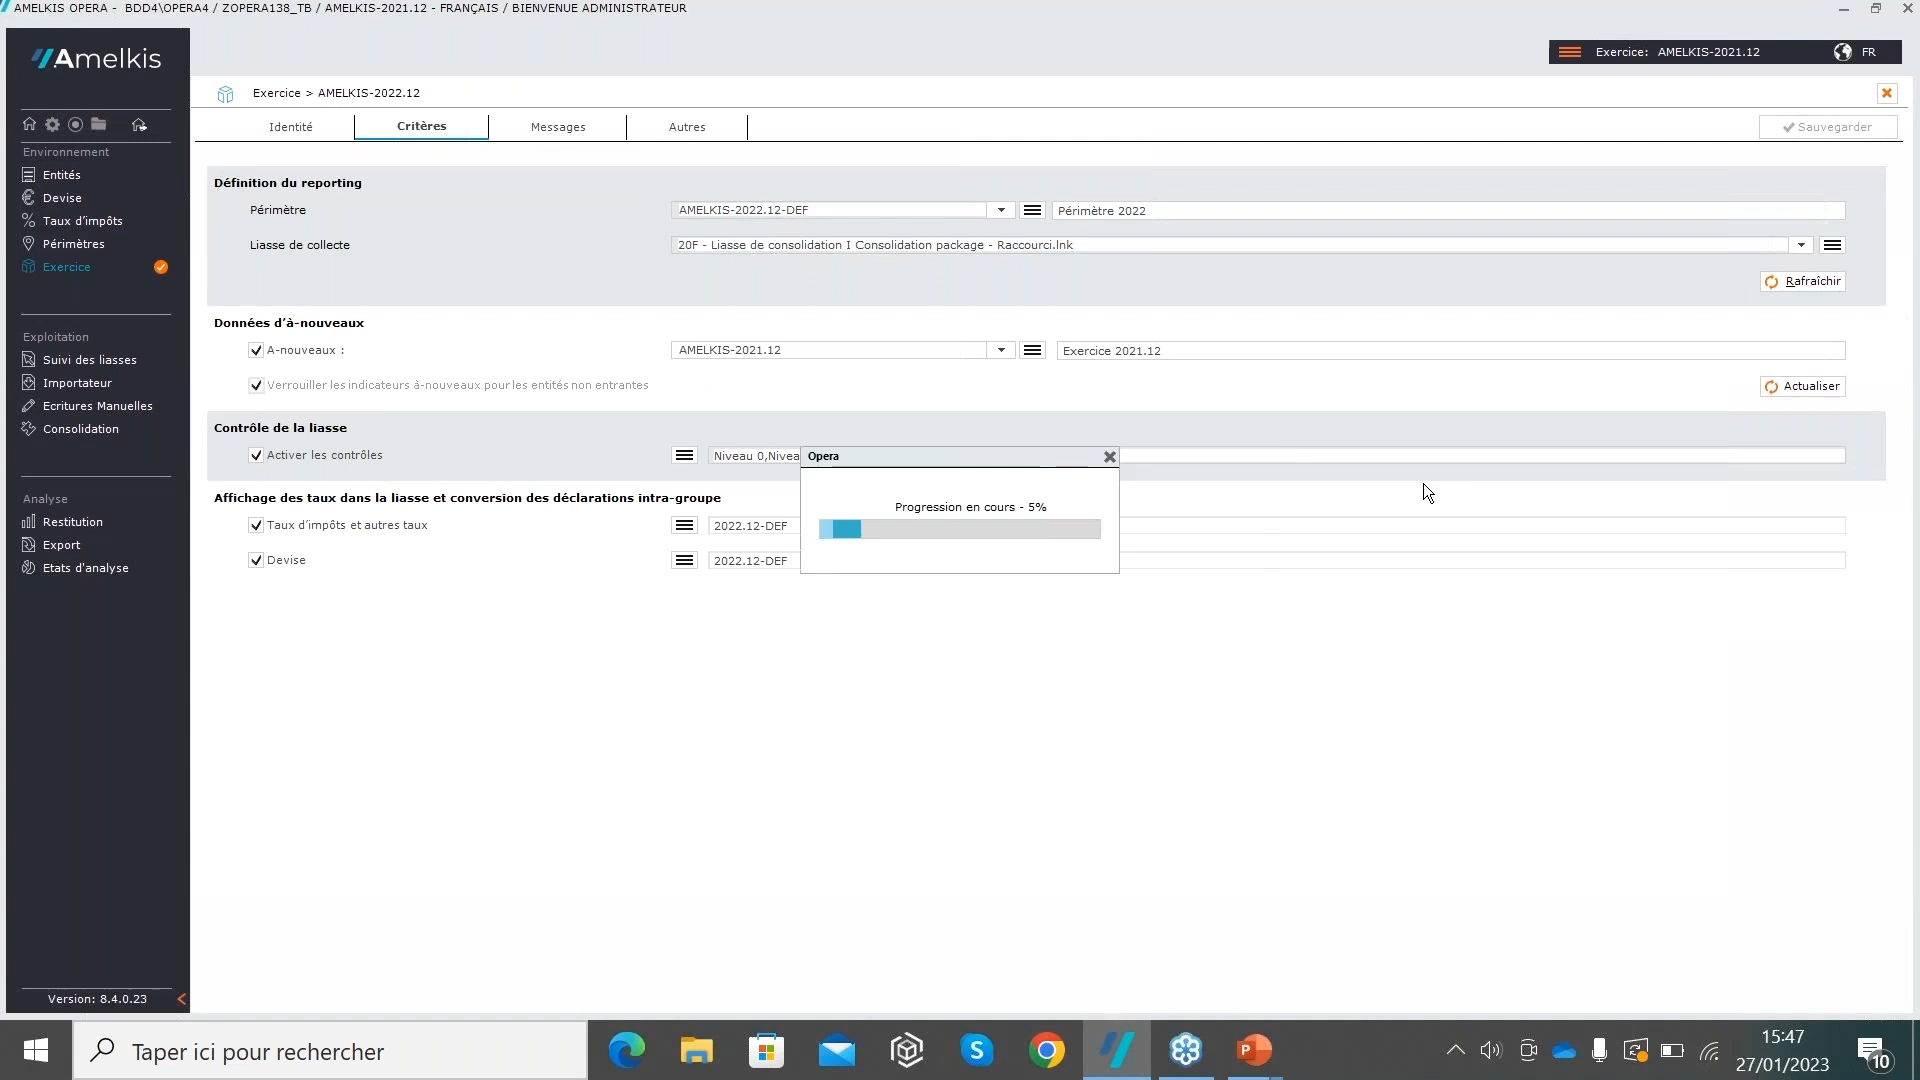 AMELKIS OPERA - BDD4\OPERA4 / ZOPERA138_TB / AMELKIS-2021.12 - FRANÇAIS / BIENVENUE ADMINISTRATEUR
Amelkis
Exercice: AMELKIS-2021.12 FR
Exercice > AMELKIS-2022.12
Identité Critères Messages Autres
Sauvegarder
Environnement
Entités
Devise
Taux d'impôts
Périmètres
Exercice
Exploitation
Suivi des liasses
Importateur
Ecritures Manuelles
Consolidation
Analyse
Restitution
Export
Etats d'analyse
Version: 8.4.0.23
Définition du reporting
Périmètre AMELKIS-2022.12-DEF Périmètre 2022
Liasse de collecte 20F - Liasse de consolidation I Consolidation package - Raccourci.lnk
Rafraîchir
Données d'à-nouveaux
A-nouveaux : AMELKIS-2021.12 Exercice 2021.12
Verrouiller les indicateurs à-nouveaux pour les entités non entrantes Actualiser
Contrôle de la liasse
Activer les contrôles Niveau 0,Nivea
Affichage des taux dans la liasse et conversion des déclarations intra-groupe
Taux d'impôts et autres taux 2022.12-DEF
Devise 2022.12-DEF
Opera
Progression en cours - 5%
Taper ici pour rechercher
15:47
27/01/2023
10